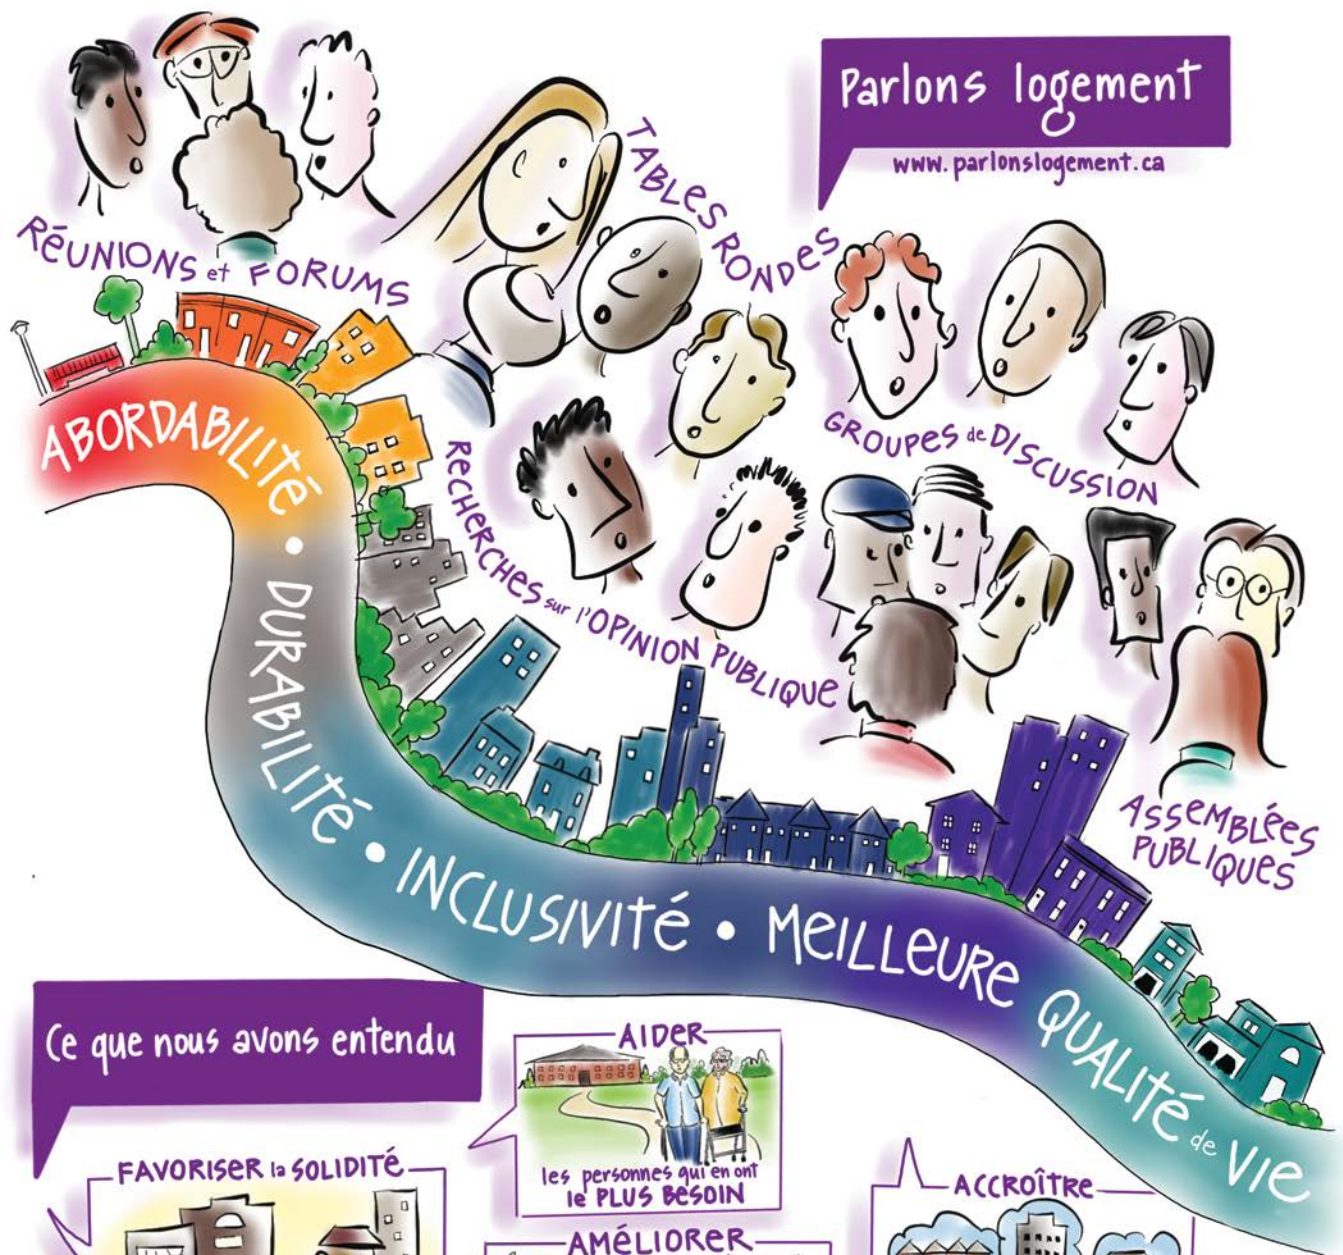 Parlons logement
www.parlonslogement.ca
RÉUNIONS et FORUMS
TABLES RONDES
GROUPES de DISCUSSION
RECHERCHES sur l'OPINION PUBLIQUE
ASSEMBLÉES
PUBLIQUES
ABORDABILITÉ • DURABILITÉ • INCLUSIVITÉ • MEILLEURE QUALITÉ de VIE
Ce que nous avons entendu
AIDER
les personnes qui en ont
le PLUS BESOIN
FAVORISER la SOLIDITÉ
AMÉLIORER
ACCROÎTRE